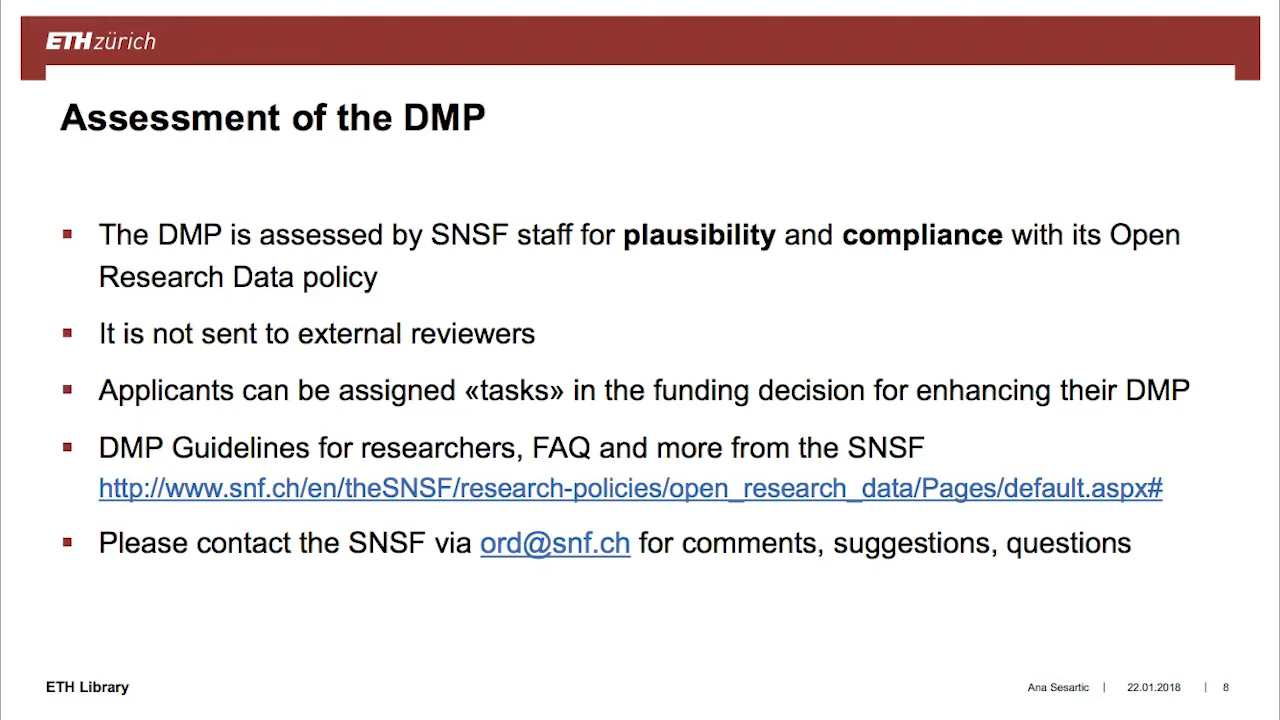 ETH zürich
Assessment of the DMP
▪ The DMP is assessed by SNSF staff for plausibility and compliance with its Open
Research Data policy
▪ It is not sent to external reviewers
▪ Applicants can be assigned «tasks» in the funding decision for enhancing their DMP
▪ DMP Guidelines for researchers, FAQ and more from the SNSF
http://www.snf.ch/en/theSNSF/research-policies/open_research_data/Pages/default.aspx#
▪ Please contact the SNSF via ord@snf.ch for comments, suggestions, questions
ETH Library
Ana Sesartic | 22.01.2018 | 8